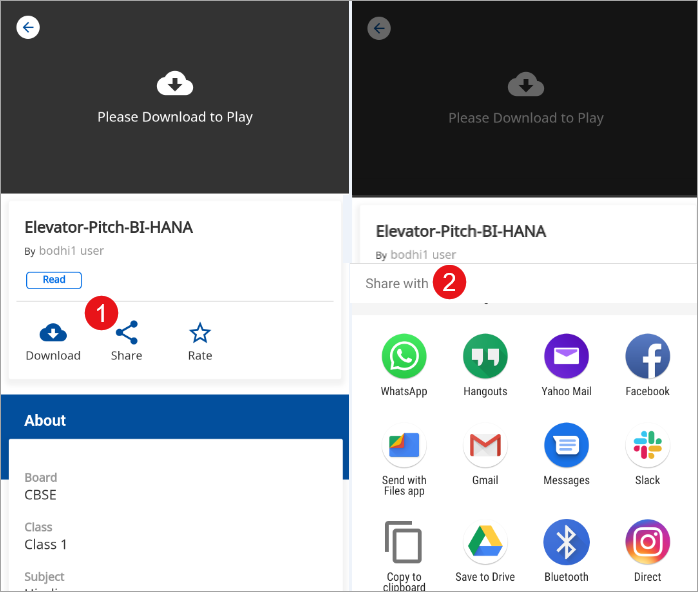 Please Download to Play
Elevator-Pitch-BI-HANA
By bodhi1 user
Read
1
Download
Share
Rate
About
Board
CBSE
Class
Class 1
Subject
Please Download to Play
Elevator-Pitch-BI-HANA
By bodhi1 user
Share with
2
WhatsApp
Hangouts
Yahoo Mail
Facebook
Send with
Files app
Gmail
Messages
Slack
Copy to
clipboard
Save to Drive
Bluetooth
Direct